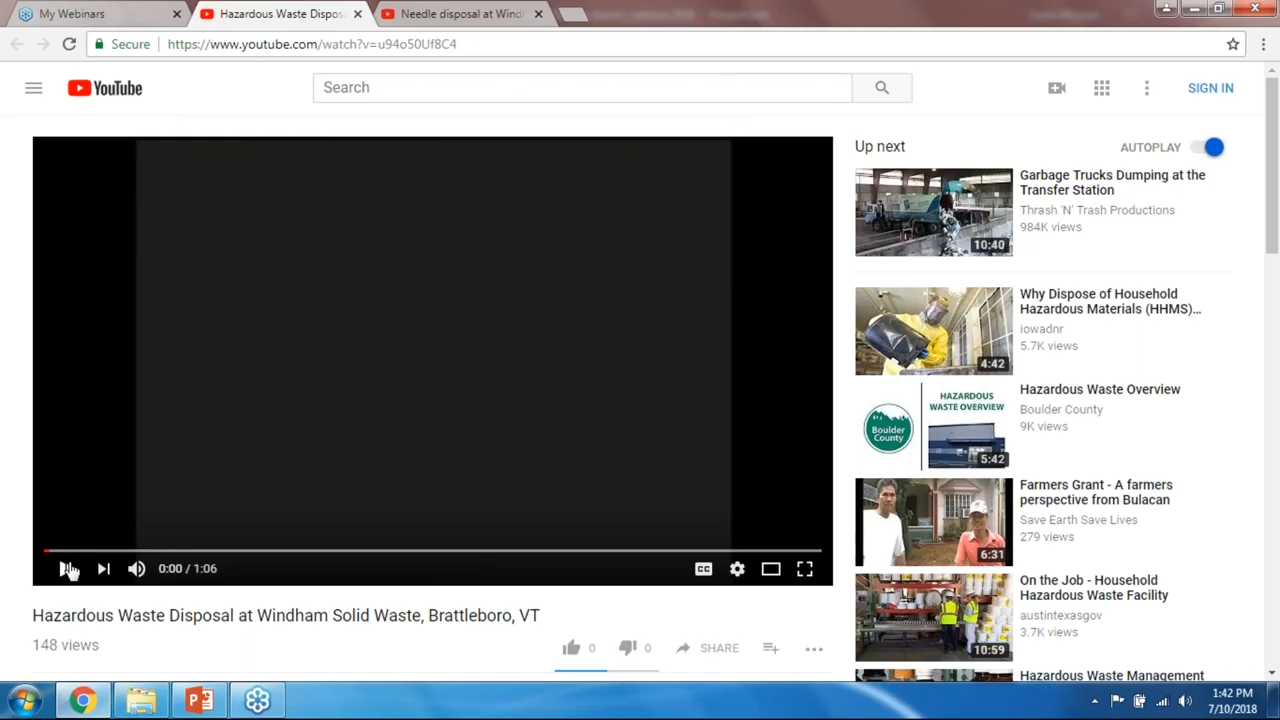 My Webinars
Hazardous Waste Dispos
Needle disposal at Wind
Secure
https://www.youtube.com/watch?v=u94o50Uf8C4
YouTube
Search
SIGN IN
Up next
AUTOPLAY
10:40
Garbage Trucks Dumping at the
Transfer Station
Thrash 'N' Trash Productions
984K views
4:42
Why Dispose of Household
Hazardous Materials (HHMS)...
iowadnr
5.7K views
Boulder
County
HAZARDOUS
WASTE OVERVIEW
5:42
Hazardous Waste Overview
Boulder County
9K views
6:31
Farmers Grant - A farmers
perspective from Bulacan
Save Earth Save Lives
279 views
10:59
On the Job - Household
Hazardous Waste Facility
austintexasgov
3.7K views
Hazardous Waste Management
0:00 / 1:06
CC
Hazardous Waste Disposal at Windham Solid Waste, Brattleboro, VT
148 views
0
0
SHARE
1:42 PM
7/10/2018